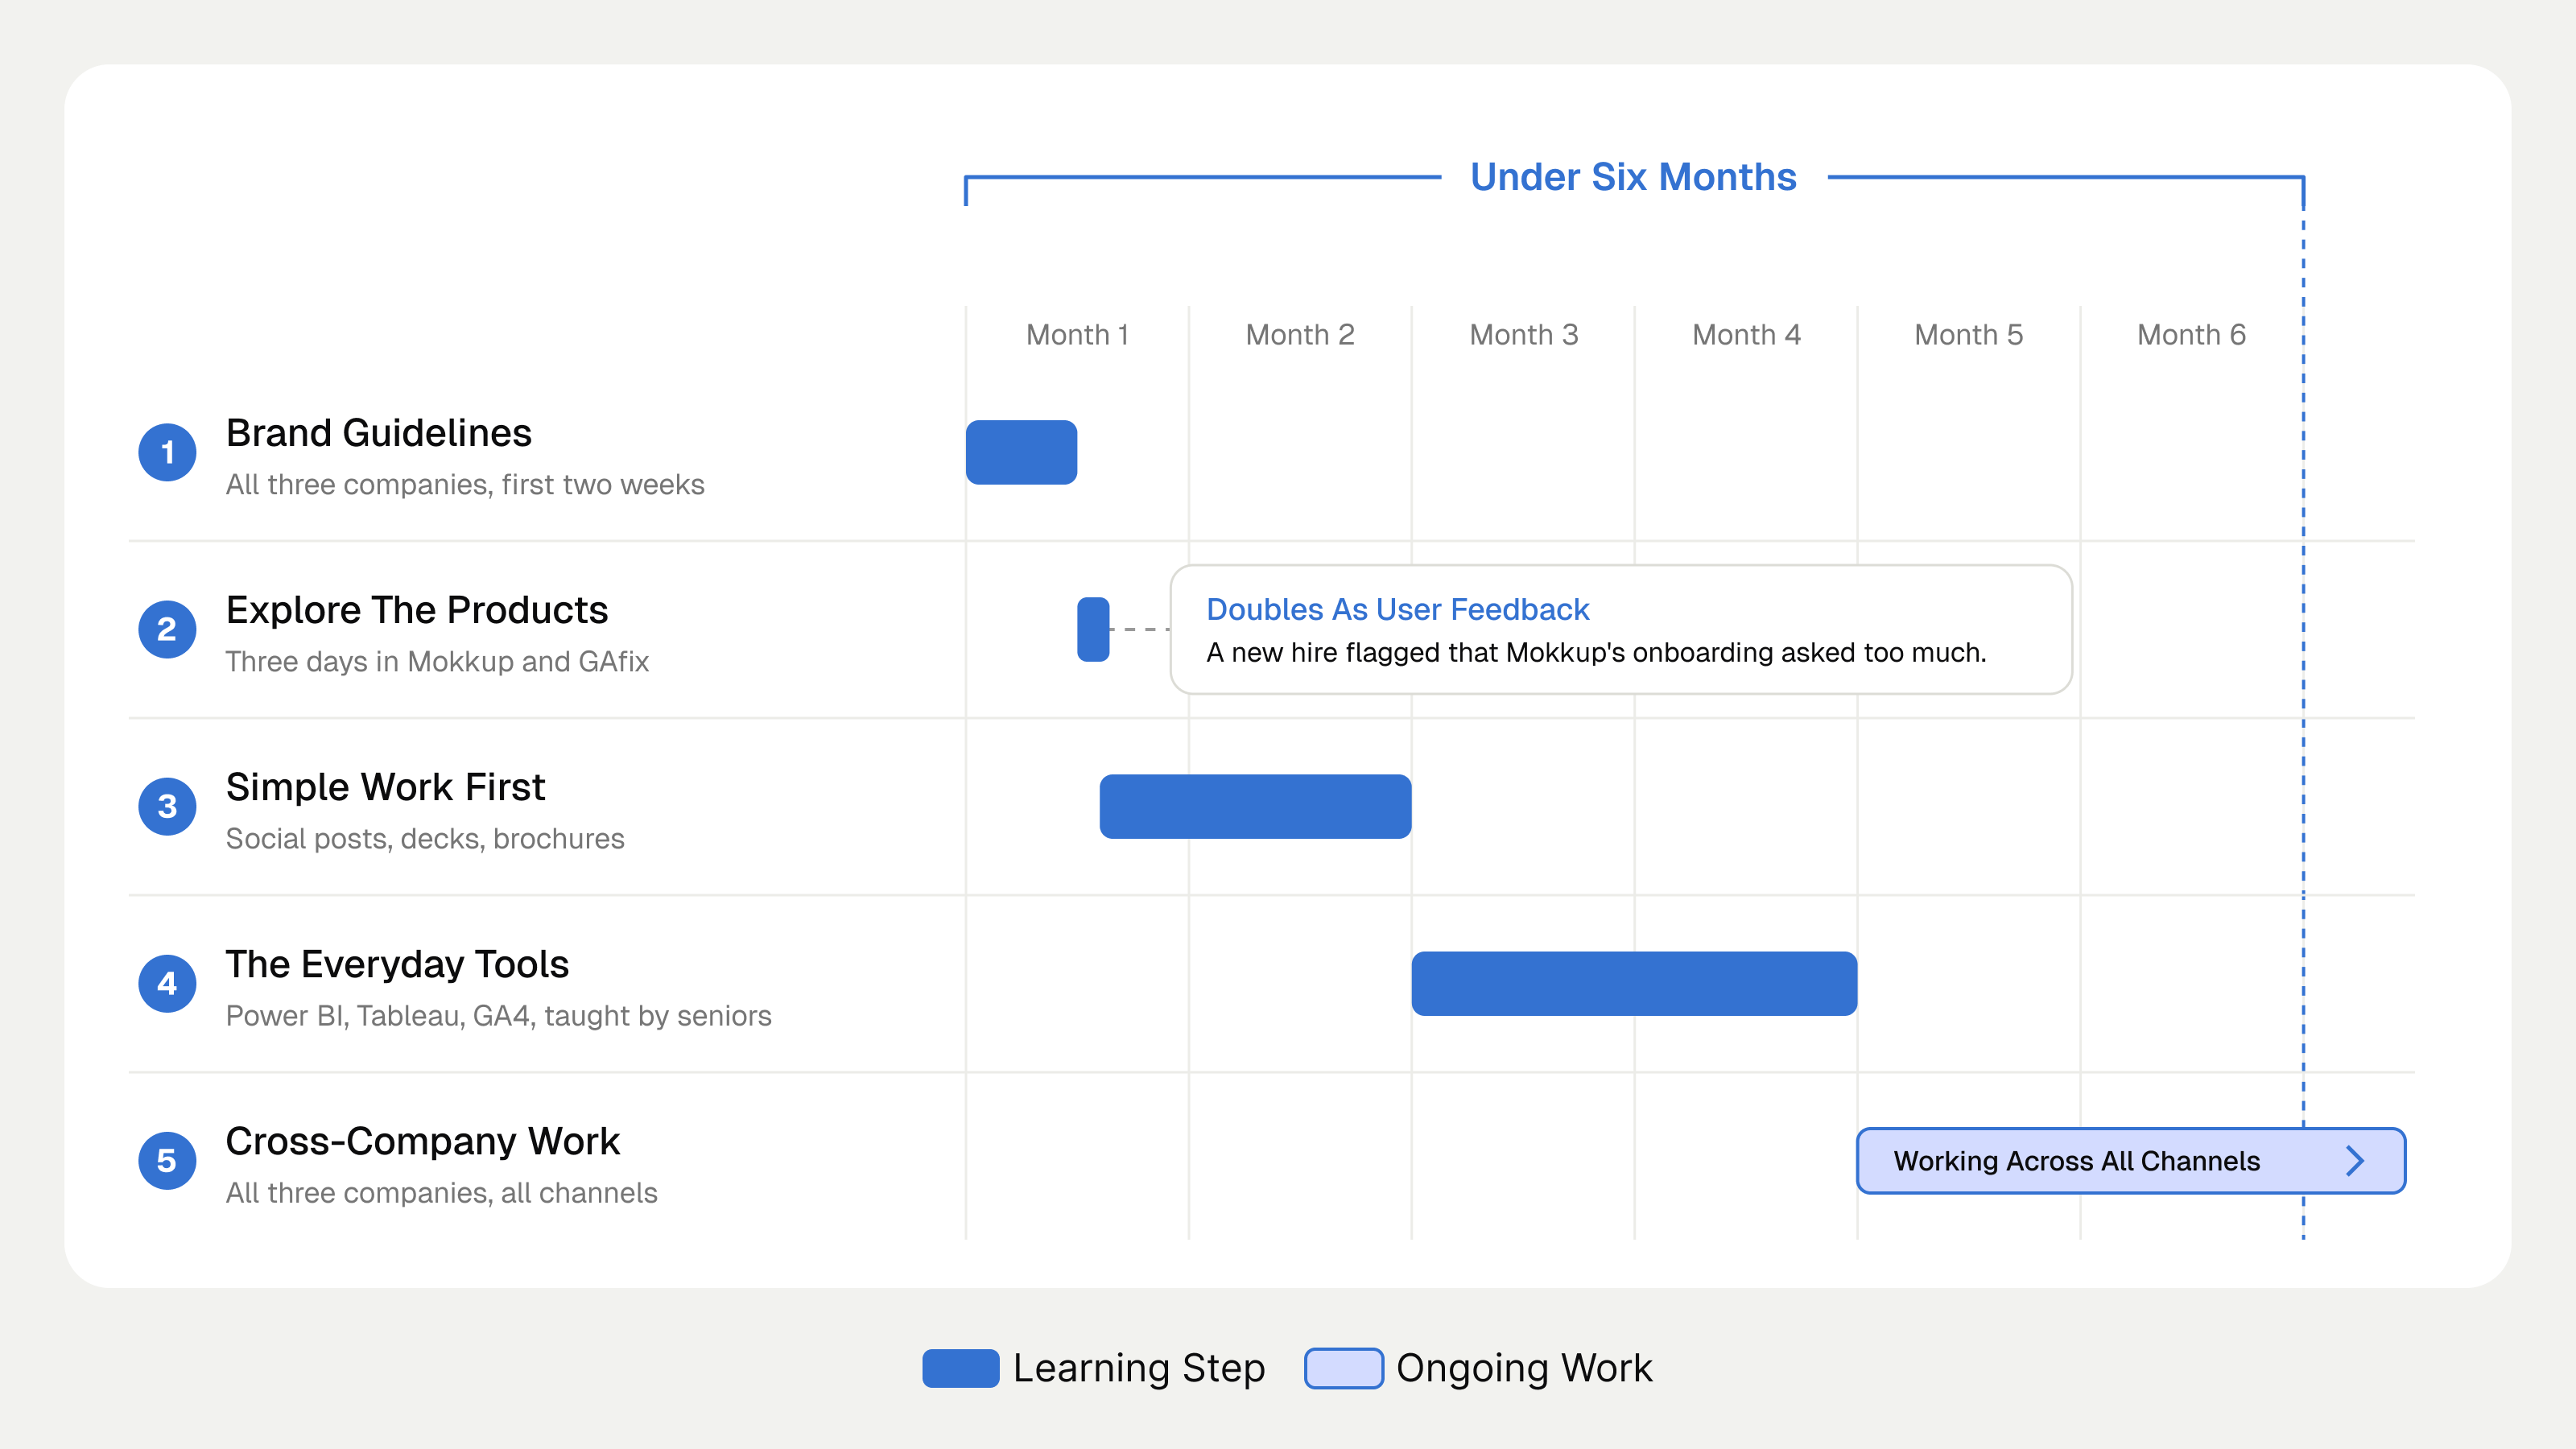 Under Six Months
Month 1
Month 2
Month 3
Month 4
Month 5
Month 6
1
Brand Guidelines
All three companies, first two weeks
2
Explore The Products
Three days in Mokkup and GAfix
Doubles As User Feedback
A new hire flagged that Mokkup's onboarding asked too much.
3
Simple Work First
Social posts, decks, brochures
4
The Everyday Tools
Power BI, Tableau, GA4, taught by seniors
5
Cross-Company Work
All three companies, all channels
Working Across All Channels
Learning Step
Ongoing Work